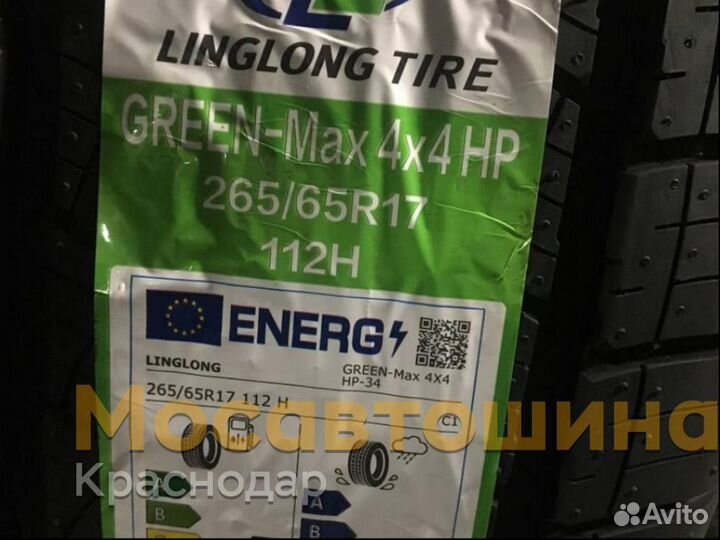 LINGLONG TIRE
GREEN-Max 4x4 HP
265/65R17
112H
ENERG
LINGLONG
GREEN-Max 4X4
HP-34
265/65R17 112 H
C1
Мосавтошина
Краснодар
A
B
B
Avito